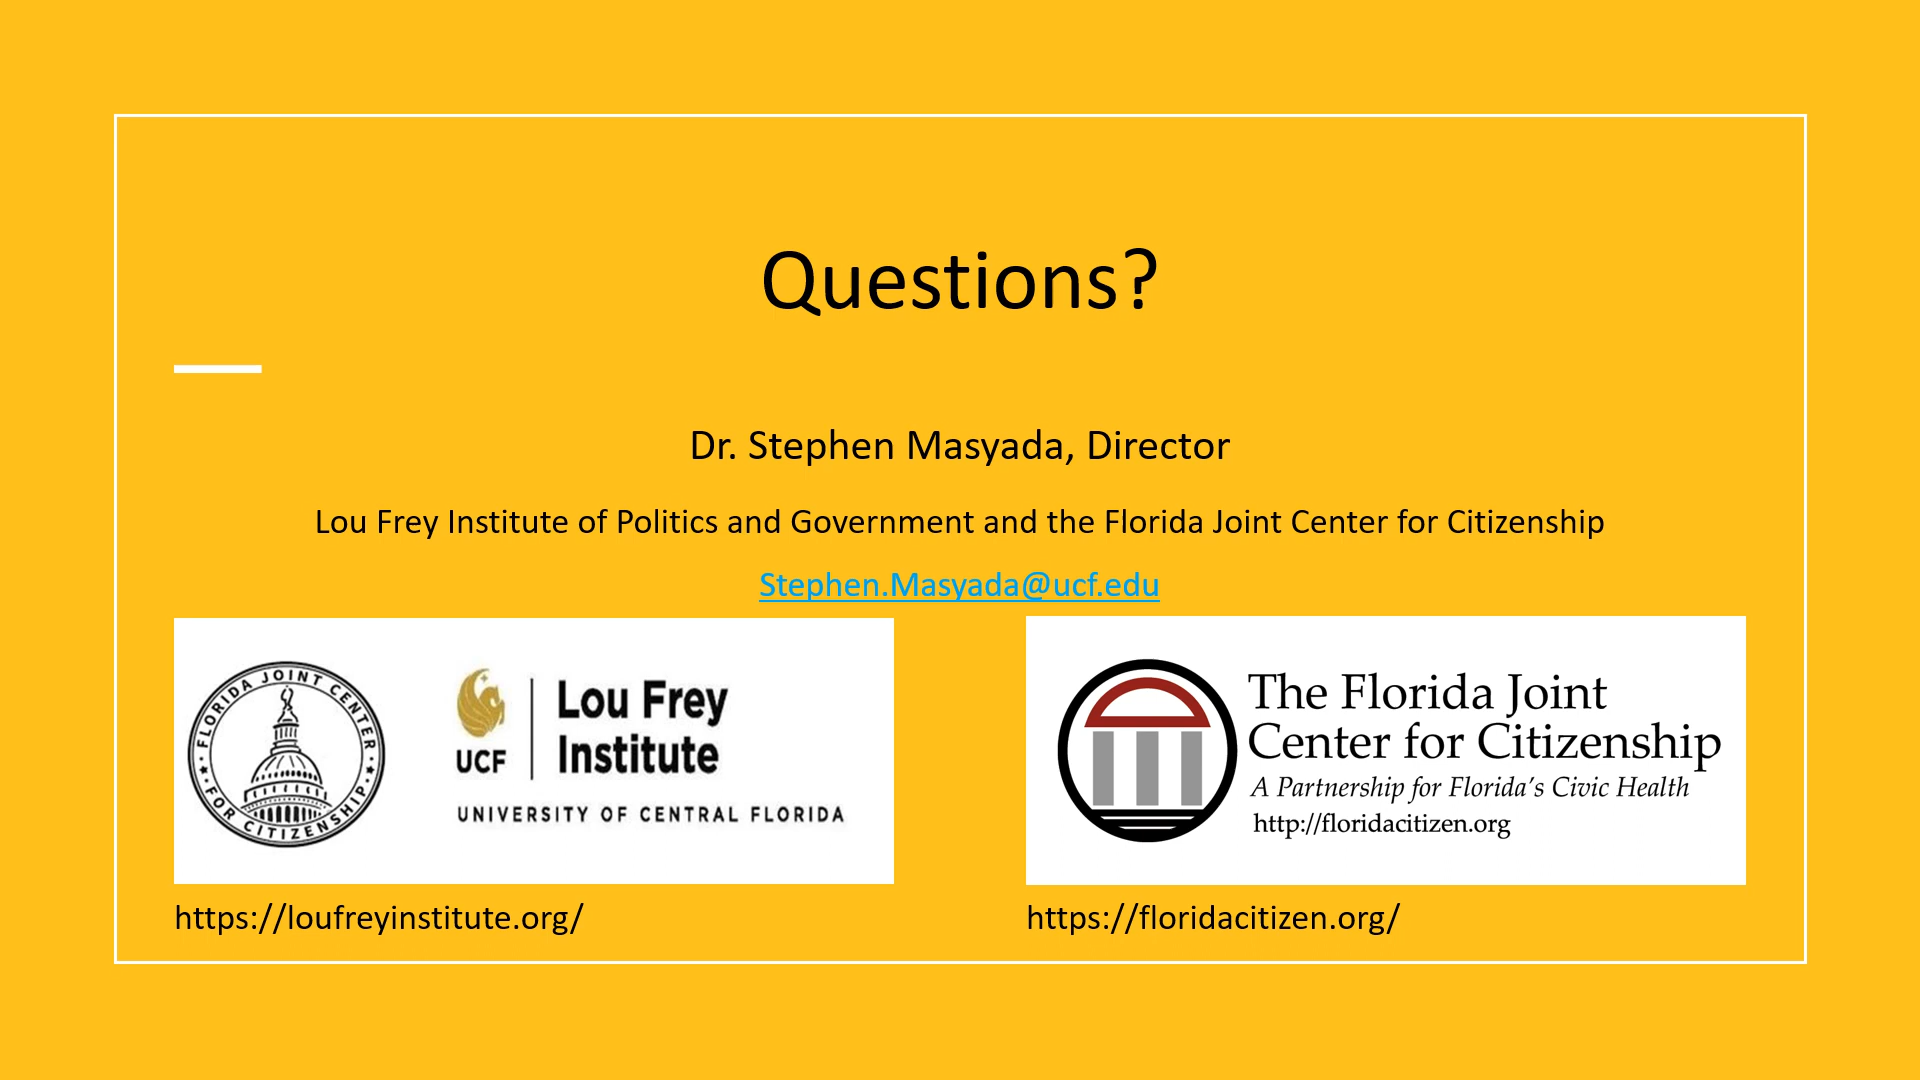 Questions?
Dr. Stephen Masyada, Director
Lou Frey Institute of Politics and Government and the Florida Joint Center for Citizenship
Stephen.Masyada@ucf.edu
FLORIDA JOINT CENTER
FOR CITIZENSHIP
UCF
Lou Frey
Institute
UNIVERSITY OF CENTRAL FLORIDA
The Florida Joint
Center for Citizenship
A Partnership for Florida's Civic Health
http://floridacitizen.org
https://loufreyinstitute.org/
https://floridacitizen.org/